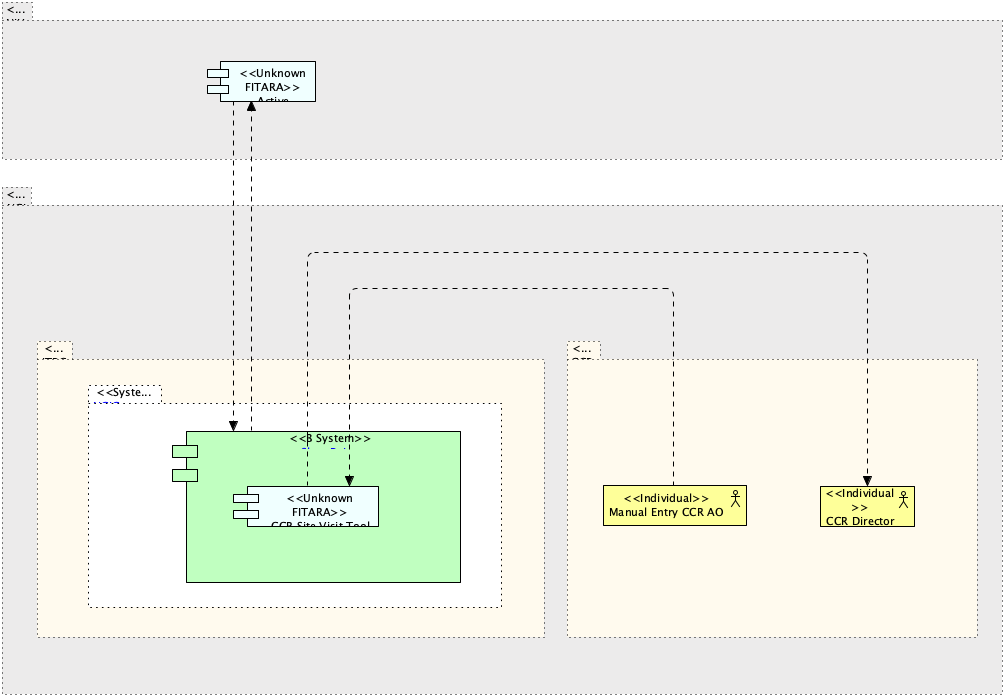 <...
<<Unknown
FITARA>>
Active
<...
<...
<...
<<Syste...
<<3 System>>
<<Unknown
FITARA>>
CCR Site Visit Tool
<<Individual>>
Manual Entry CCR AO
<<Individual
>>
CCR Director